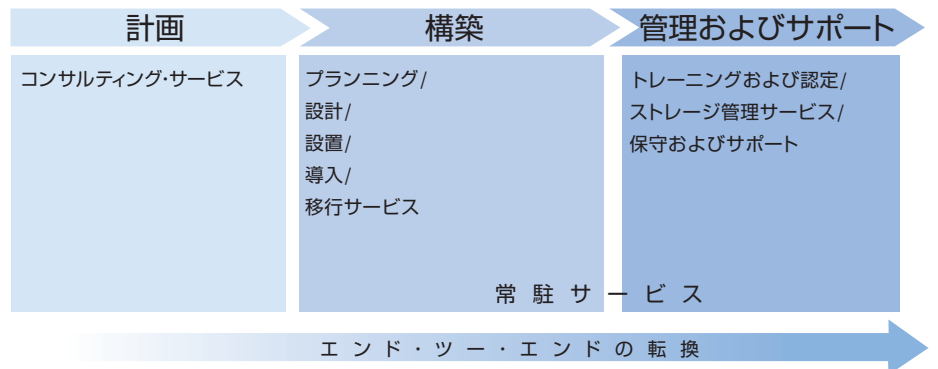 計画
構築
管理およびサポート
コンサルティング・サービス
プランニング/
設計/
設置/
導入/
移行サービス
トレーニングおよび認定/
ストレージ管理サービス/
保守およびサポート
常駐サービス
エンド・ツー・エンドの転換